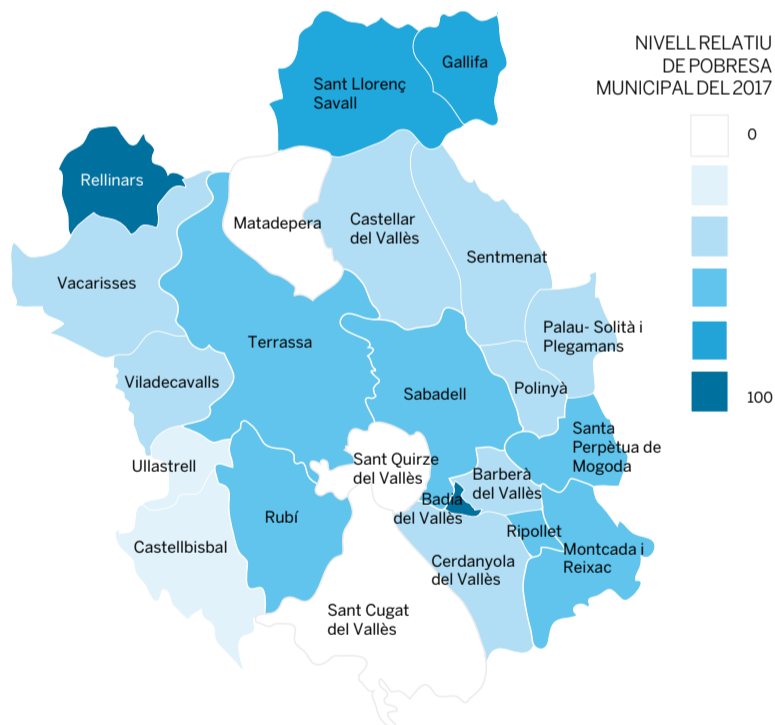 NIVELL RELATIU
DE POBRESA
MUNICIPAL DEL 2017
0
100
Gallifa
Sant Llorenç
Savall
Rellinars
Matadepera
Castellar
del Vallès
Sentmenat
Vacarisses
Palau- Solità i
Plegamans
Terrassa
Viladecavalls
Sabadell
Polinyà
Santa
Perpètua de
Mogoda
Ullastrell
Sant Quirze
del Vallès
Barberà
del Vallès
Badia
del Vallès
Rubí
Ripollet
Castellbisbal
Montcada i
Reixac
Cerdanyola
del Vallès
Sant Cugat
del Vallès